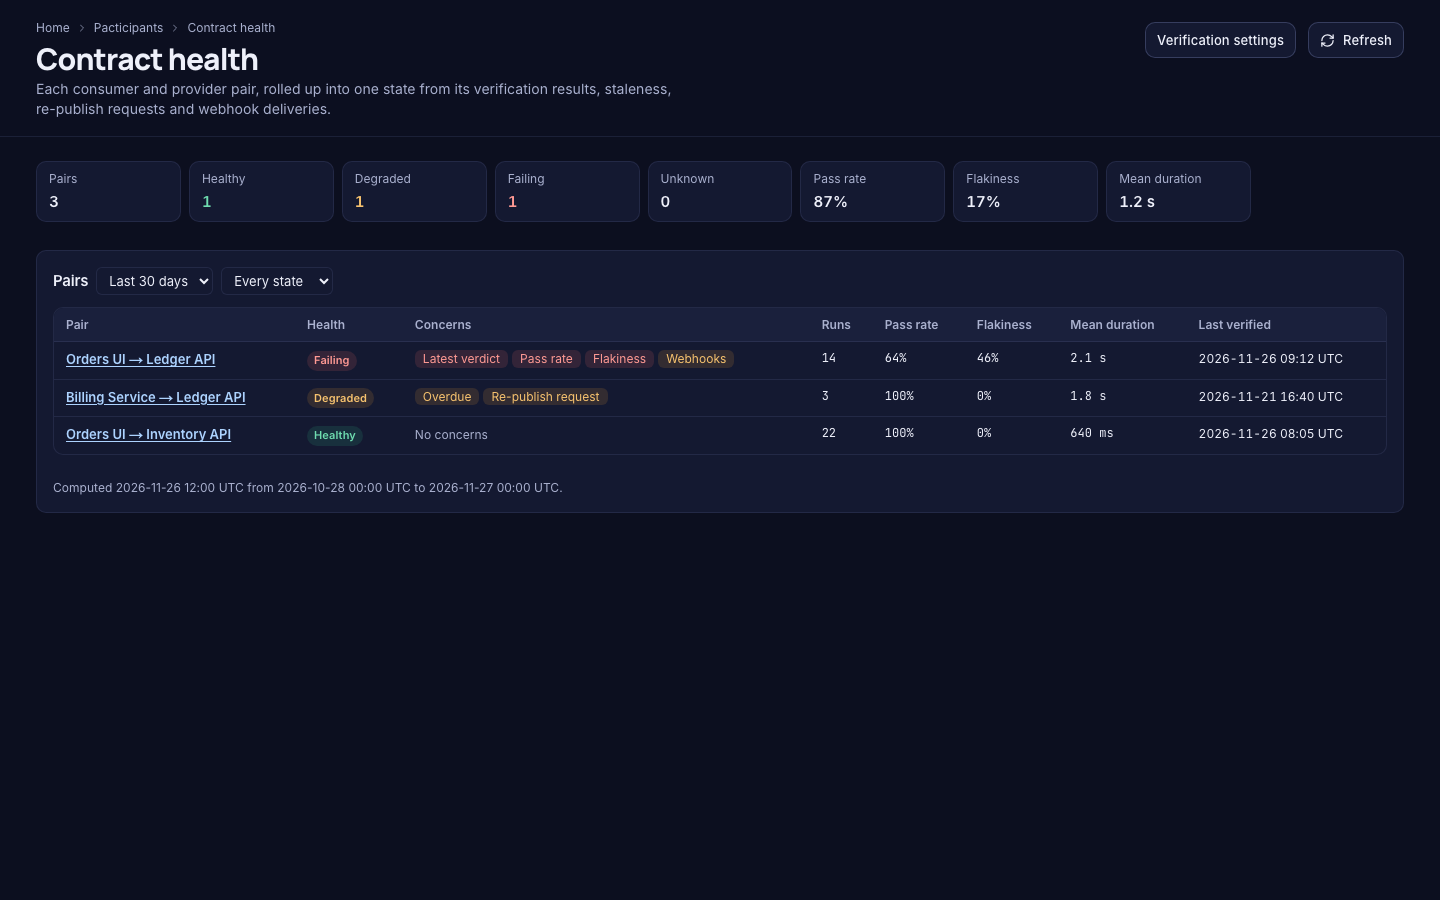 Home > Pacticipants > Contract health
Verification settings
Refresh
Contract health
Each consumer and provider pair, rolled up into one state from its verification results, staleness,
re-publish requests and webhook deliveries.
Pairs
3
Healthy
1
Degraded
1
Failing
1
Unknown
0
Pass rate
87%
Flakiness
17%
Mean duration
1.2 s
Pairs Last 30 days Every state
Pair Health Concerns Runs Pass rate Flakiness Mean duration Last verified
Orders UI → Ledger API Failing Latest verdict Pass rate Flakiness Webhooks 14 64% 46% 2.1 s 2026-11-26 09:12 UTC
Billing Service → Ledger API Degraded Overdue Re-publish request 3 100% 0% 1.8 s 2026-11-21 16:40 UTC
Orders UI → Inventory API Healthy No concerns 22 100% 0% 640 ms 2026-11-26 08:05 UTC
Computed 2026-11-26 12:00 UTC from 2026-10-28 00:00 UTC to 2026-11-27 00:00 UTC.